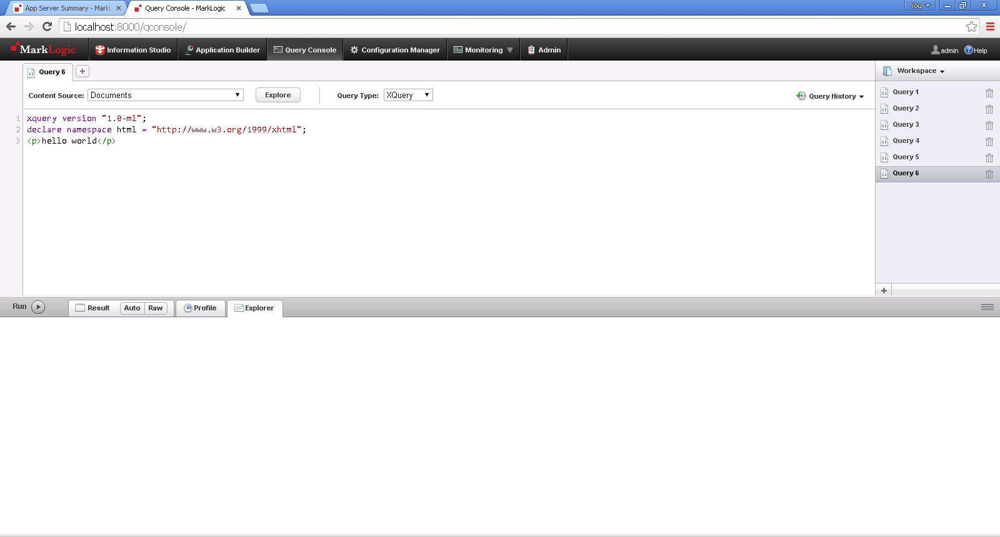 App Server Summary - MarkL
Query Console - MarkLogic
You
localhost:8000/qconsole/
MarkLogic
Information Studio
Application Builder
Query Console
Configuration Manager
Monitoring
Admin
admin
Help
Query 6
+
Workspace
Content Source:
Documents
Explore
Query Type:
XQuery
Query History
1 xquery version "1.0-ml";
2 declare namespace html = "http://www.w3.org/1999/xhtml";
3 <p>hello world</p>
Query 1
Query 2
Query 3
Query 4
Query 5
Query 6
+
Run
Result
Auto
Raw
Profile
Explorer